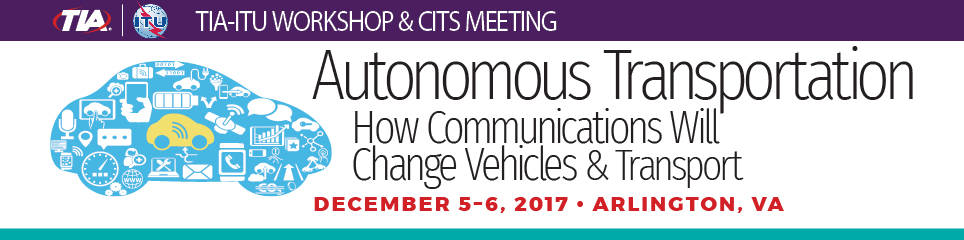 TIA ITU TIA-ITU WORKSHOP & CITS MEETING
Autonomous Transportation
How Communications Will
Change Vehicles & Transport
DECEMBER 5-6, 2017 • ARLINGTON, VA
WWW